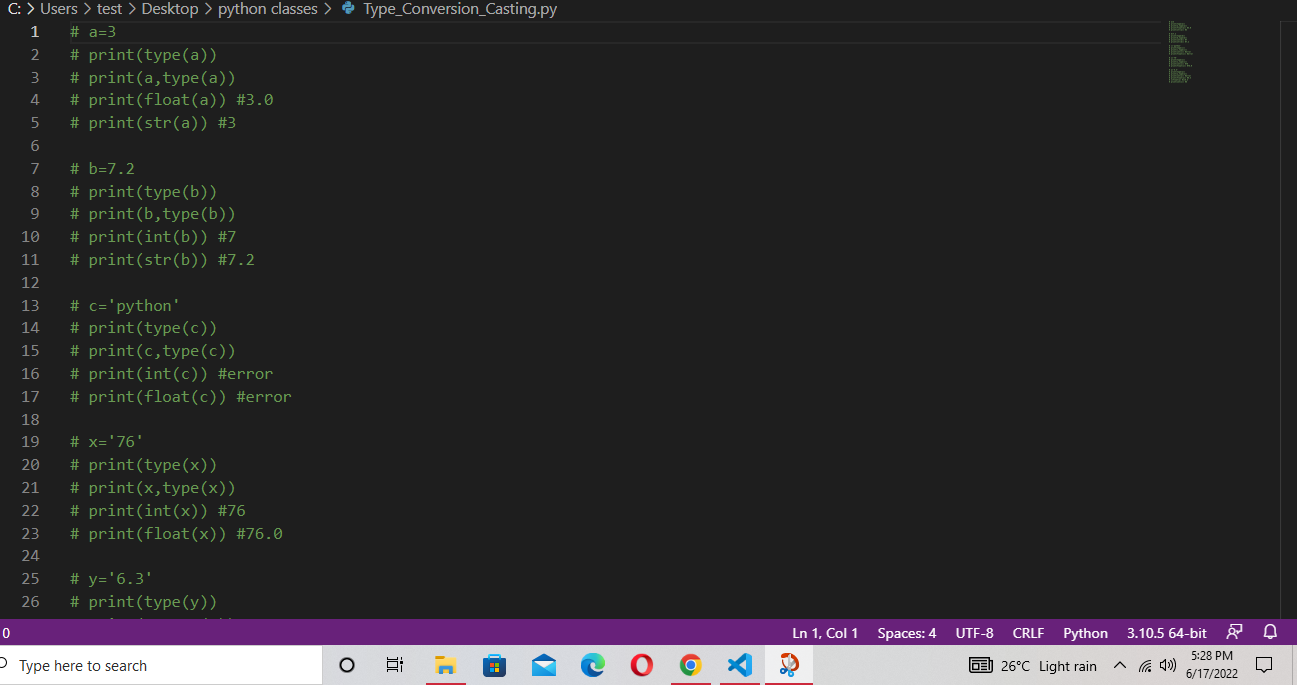 C: > Users > test > Desktop > python classes > Type_Conversion_Casting.py
1 # a=3
2 # print(type(a))
3 # print(a,type(a))
4 # print(float(a)) #3.0
5 # print(str(a)) #3
6
7 # b=7.2
8 # print(type(b))
9 # print(b,type(b))
10 # print(int(b)) #7
11 # print(str(b)) #7.2
12
13 # c='python'
14 # print(type(c))
15 # print(c,type(c))
16 # print(int(c)) #error
17 # print(float(c)) #error
18
19 # x='76'
20 # print(type(x))
21 # print(x,type(x))
22 # print(int(x)) #76
23 # print(float(x)) #76.0
24
25 # y='6.3'
26 # print(type(y))
0 Ln 1, Col 1 Spaces: 4 UTF-8 CRLF Python 3.10.5 64-bit
Type here to search 26°C Light rain 5:28 PM
6/17/2022